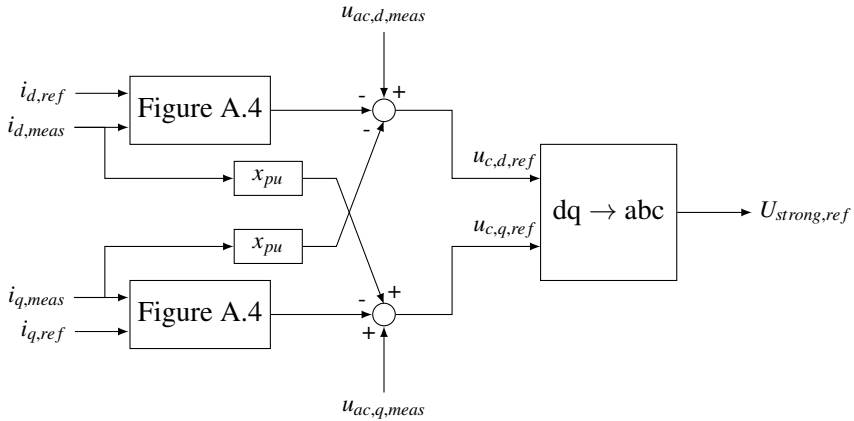 u_{ac,d,meas}
i_{d,ref}
Figure A.4
- +
i_{d,meas}
-
u_{c,d,ref}
x_{pu}
dq → abc
U_{strong,ref}
x_{pu}
u_{c,q,ref}
i_{q,meas}
Figure A.4
- +
i_{q,ref}
+
u_{ac,q,meas}